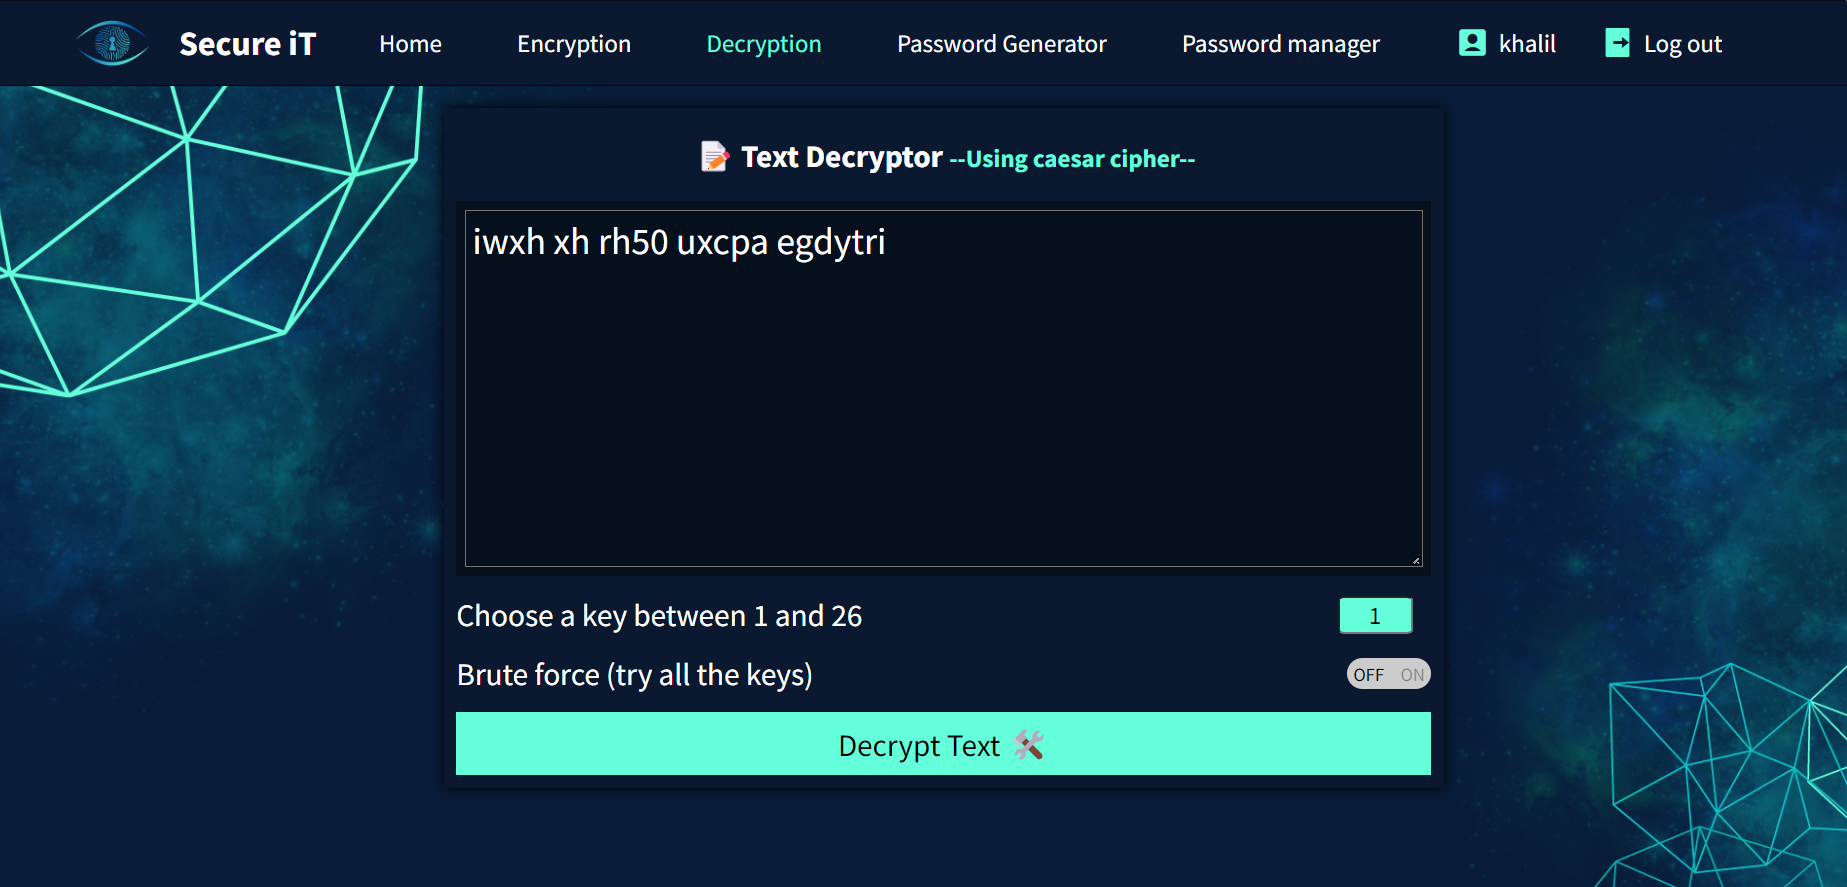 Secure iT Home Encryption Decryption Password Generator Password manager khalil Log out
Text Decryptor --Using caesar cipher--
iwxh xh rh50 uxcpa egdytri
Choose a key between 1 and 26 1
Brute force (try all the keys) OFF ON
Decrypt Text